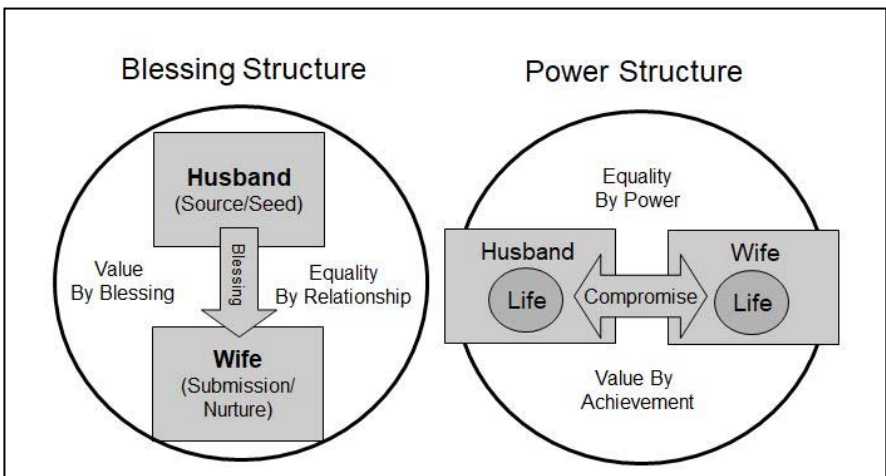 Blessing Structure
Husband
(Source/Seed)
Blessing
Value
By Blessing
Equality
By Relationship
Wife
(Submission/
Nurture)
Power Structure
Equality
By Power
Husband
Life
Compromise
Wife
Life
Value By
Achievement